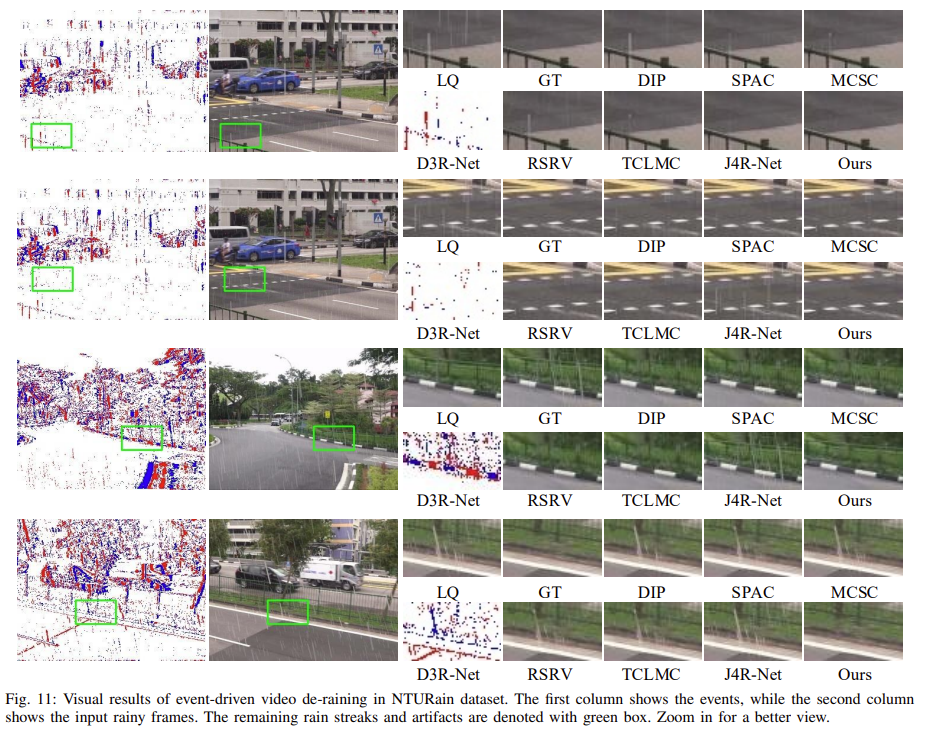 LQ GT DIP SPAC MCSC
D3R-Net RSRV TCLMC J4R-Net Ours
LQ GT DIP SPAC MCSC
D3R-Net RSRV TCLMC J4R-Net Ours
LQ GT DIP SPAC MCSC
D3R-Net RSRV TCLMC J4R-Net Ours
LQ GT DIP SPAC MCSC
D3R-Net RSRV TCLMC J4R-Net Ours
Fig. 11: Visual results of event-driven video de-raining in NTURain dataset. The first column shows the events, while the second column
shows the input rainy frames. The remaining rain streaks and artifacts are denoted with green box. Zoom in for a better view.